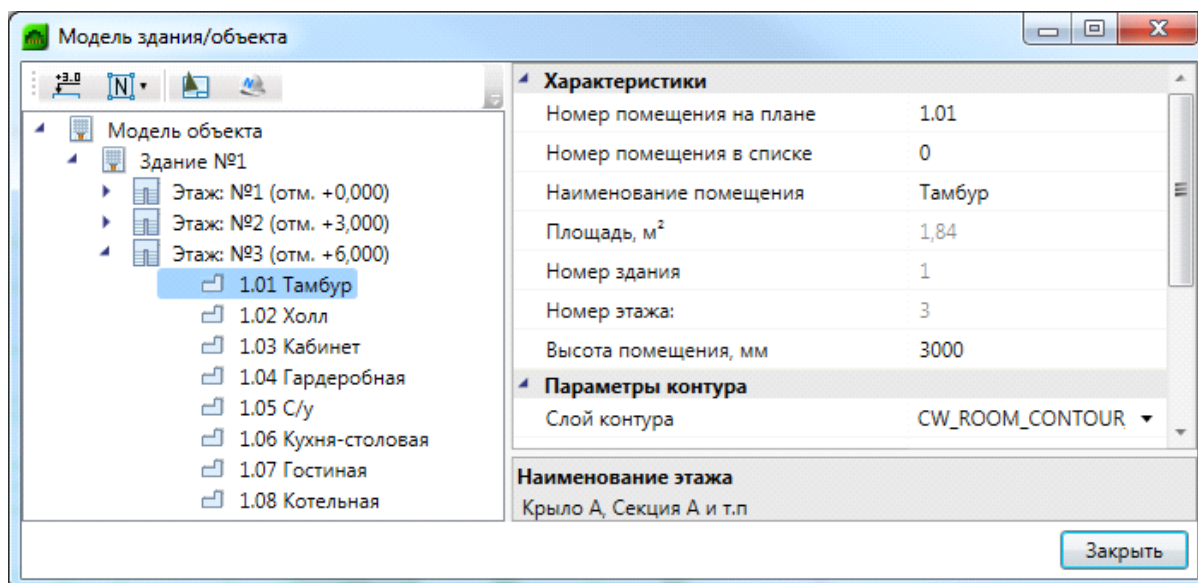 Модель здания/объекта
+3.0
N
Модель объекта
Здание №1
Этаж: №1 (отм. +0,000)
Этаж: №2 (отм. +3,000)
Этаж: №3 (отм. +6,000)
1.01 Тамбур
1.02 Холл
1.03 Кабинет
1.04 Гардеробная
1.05 С/у
1.06 Кухня-столовая
1.07 Гостиная
1.08 Котельная
Характеристики
Номер помещения на плане 1.01
Номер помещения в списке 0
Наименование помещения Тамбур
Площадь, м² 1,84
Номер здания 1
Номер этажа: 3
Высота помещения, мм 3000
Параметры контура
Слой контура CW_ROOM_CONTOUR_
Наименование этажа
Крыло А, Секция А и т.п
Закрыть